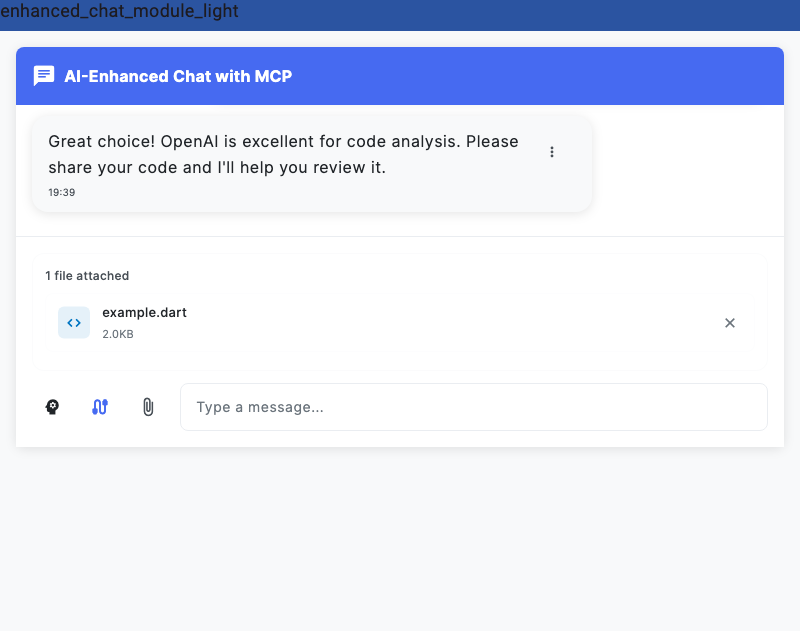 enhanced_chat_module_light
AI-Enhanced Chat with MCP
Great choice! OpenAI is excellent for code analysis. Please
share your code and I'll help you review it.
19:39
1 file attached
example.dart
2.0KB
Type a message...